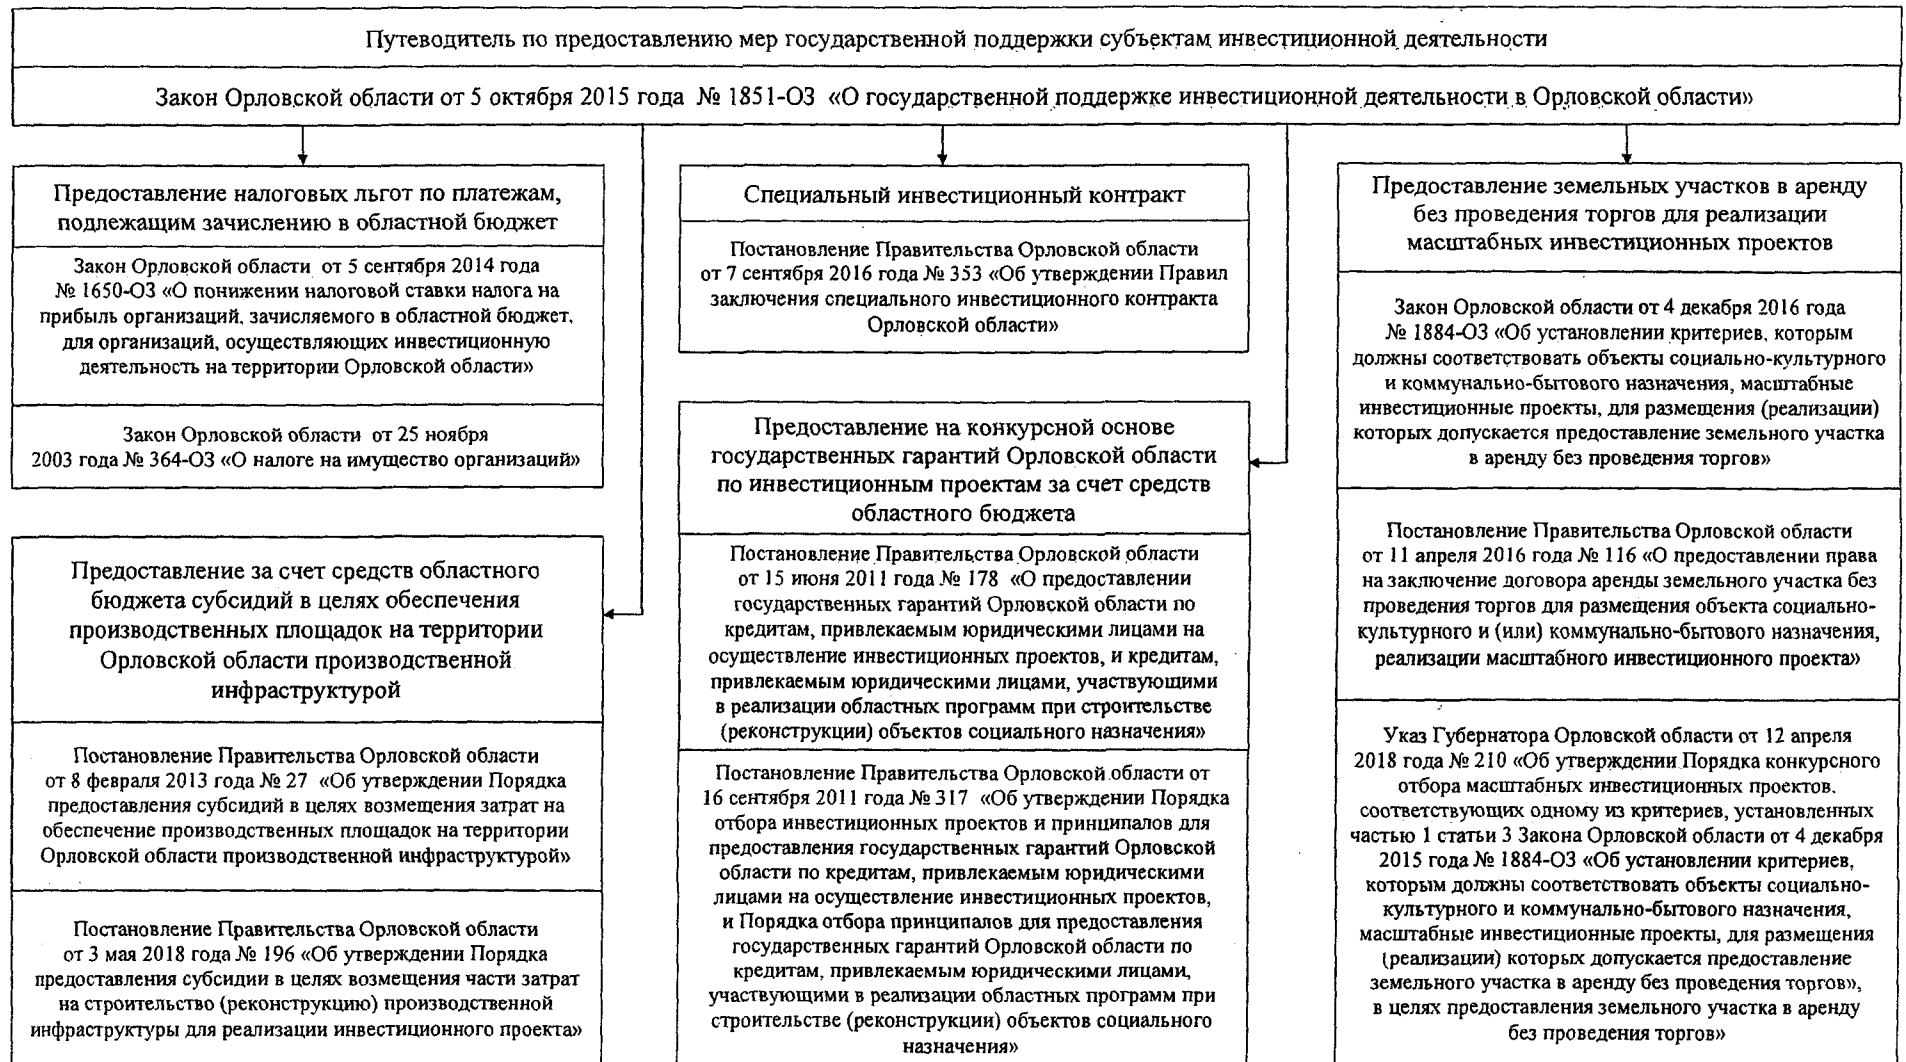 Путеводитель по предоставлению мер государственной поддержки субъектам инвестиционной деятельности
Закон Орловской области от 5 октября 2015 года № 1851-ОЗ «О государственной поддержке инвестиционной деятельности в Орловской области»
Предоставление налоговых льгот по платежам,
подлежащим зачислению в областной бюджет
Закон Орловской области от 5 сентября 2014 года
№ 1650-ОЗ «О понижении налоговой ставки налога на
прибыль организаций, зачисляемого в областной бюджет,
для организаций, осуществляющих инвестиционную
деятельность на территории Орловской области»
Закон Орловской области от 25 ноября
2003 года № 364-ОЗ «О налоге на имущество организаций»
Предоставление за счет средств областного
бюджета субсидий в целях обеспечения
производственных площадок на территории
Орловской области производственной
инфраструктурой
Постановление Правительства Орловской области
от 8 февраля 2013 года № 27 «Об утверждении Порядка
предоставления субсидий в целях возмещения затрат на
обеспечение производственных площадок на территории
Орловской области производственной инфраструктурой»
Постановление Правительства Орловской области
от 3 мая 2018 года № 196 «Об утверждении Порядка
предоставления субсидии в целях возмещения части затрат
на строительство (реконструкцию) производственной
инфраструктуры для реализации инвестиционного проекта»
Специальный инвестиционный контракт
Постановление Правительства Орловской области
от 7 сентября 2016 года № 353 «Об утверждении Правил
заключения специального инвестиционного контракта
Орловской области»
Предоставление на конкурсной основе
государственных гарантий Орловской области
по инвестиционным проектам за счет средств
областного бюджета
Постановление Правительства Орловской области
от 15 июня 2011 года № 178 «О предоставлении
государственных гарантий Орловской области по
кредитам, привлекаемым юридическими лицами на
осуществление инвестиционных проектов, и кредитам,
привлекаемым юридическими лицами, участвующими
в реализации областных программ при строительстве
(реконструкции) объектов социального назначения»
Постановление Правительства Орловской области от
16 сентября 2011 года № 317 «Об утверждении Порядка
отбора инвестиционных проектов и принципалов для
предоставления государственных гарантий Орловской
области по кредитам, привлекаемым юридическими
лицами на осуществление инвестиционных проектов,
и Порядка отбора принципалов для предоставления
государственных гарантий Орловской области по
кредитам, привлекаемым юридическими лицами,
участвующими в реализации областных программ при
строительстве (реконструкции) объектов социального
назначения»
Предоставление земельных участков в аренду
без проведения торгов для реализации
масштабных инвестиционных проектов
Закон Орловской области от 4 декабря 2016 года
№ 1884-ОЗ «Об установлении критериев, которым
должны соответствовать объекты социально-культурного
и коммунально-бытового назначения, масштабные
инвестиционные проекты, для размещения (реализации)
которых допускается предоставление земельного участка
в аренду без проведения торгов»
Постановление Правительства Орловской области
от 11 апреля 2016 года № 116 «О предоставлении права
на заключение договора аренды земельного участка без
проведения торгов для размещения объекта социально-
культурного и (или) коммунально-бытового назначения,
реализации масштабного инвестиционного проекта»
Указ Губернатора Орловской области от 12 апреля
2018 года № 210 «Об утверждении Порядка конкурсного
отбора масштабных инвестиционных проектов,
соответствующих одному из критериев, установленных
частью 1 статьи 3 Закона Орловской области от 4 декабря
2015 года № 1884-ОЗ «Об установлении критериев,
которым должны соответствовать объекты социально-
культурного и коммунально-бытового назначения,
масштабные инвестиционные проекты, для размещения
(реализации) которых допускается предоставление
земельного участка в аренду без проведения торгов»,
в целях предоставления земельного участка в аренду
без проведения торгов»